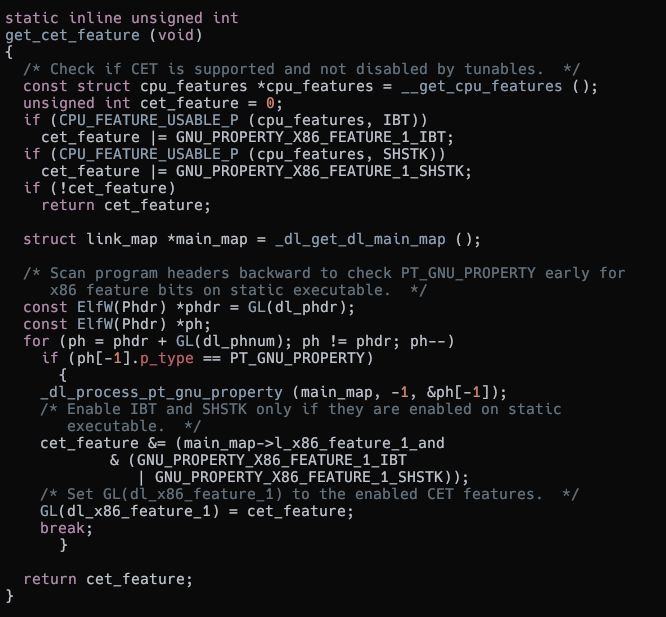 static inline unsigned int
get_cet_feature (void)
{
  /* Check if CET is supported and not disabled by tunables.  */
  const struct cpu_features *cpu_features = __get_cpu_features ();
  unsigned int cet_feature = 0;
  if (CPU_FEATURE_USABLE_P (cpu_features, IBT))
    cet_feature |= GNU_PROPERTY_X86_FEATURE_1_IBT;
  if (CPU_FEATURE_USABLE_P (cpu_features, SHSTK))
    cet_feature |= GNU_PROPERTY_X86_FEATURE_1_SHSTK;
  if (!cet_feature)
    return cet_feature;

  struct link_map *main_map = _dl_get_dl_main_map ();

  /* Scan program headers backward to check PT_GNU_PROPERTY early for
     x86 feature bits on static executable.  */
  const ElfW(Phdr) *phdr = GL(dl_phdr);
  const ElfW(Phdr) *ph;
  for (ph = phdr + GL(dl_phnum); ph != phdr; ph--)
    if (ph[-1].p_type == PT_GNU_PROPERTY)
      {
    _dl_process_pt_gnu_property (main_map, -1, &ph[-1]);
    /* Enable IBT and SHSTK only if they are enabled on static
       executable.  */
    cet_feature &= (main_map->l_x86_feature_1_and
            & (GNU_PROPERTY_X86_FEATURE_1_IBT
               | GNU_PROPERTY_X86_FEATURE_1_SHSTK));
    /* Set GL(dl_x86_feature_1) to the enabled CET features.  */
    GL(dl_x86_feature_1) = cet_feature;
    break;
      }

  return cet_feature;
}